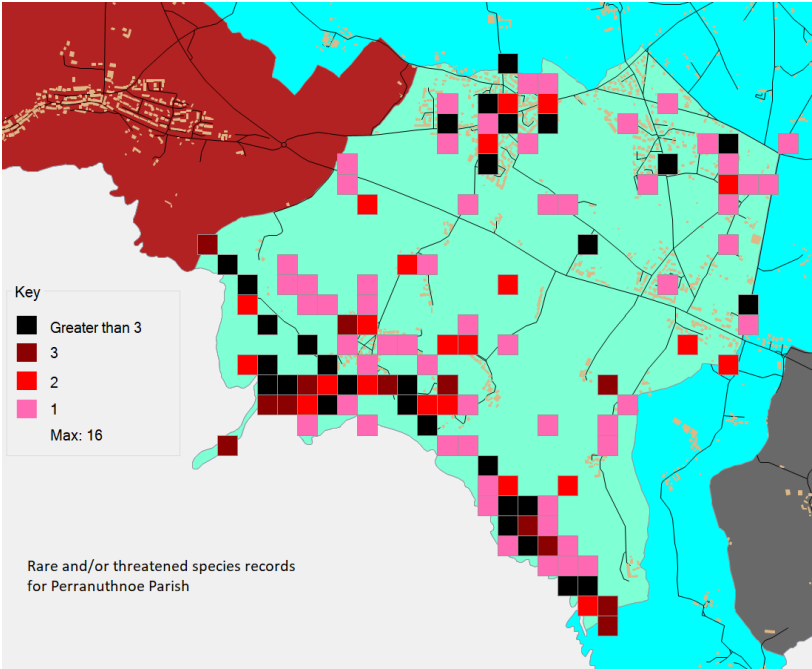 Key
Greater than 3
3
2
1
Max: 16
Rare and/or threatened species records
for Perranuthnoe Parish